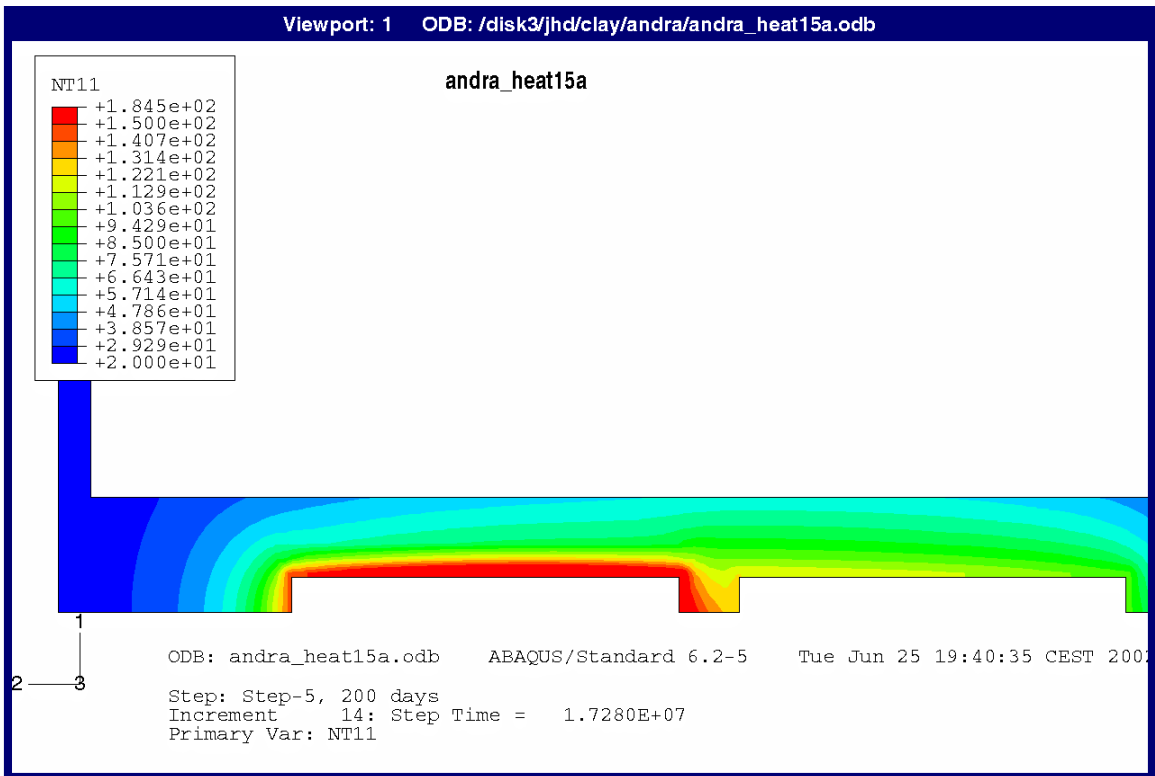 Viewport: 1 ODB: /disk3/jhd/clay/andra/andra_heat15a.odb
andra_heat15a
NT11
+1.845e+02
+1.500e+02
+1.407e+02
+1.314e+02
+1.221e+02
+1.129e+02
+1.036e+02
+9.429e+01
+8.500e+01
+7.571e+01
+6.643e+01
+5.714e+01
+4.786e+01
+3.857e+01
+2.929e+01
+2.000e+01
1
2
3
ODB: andra_heat15a.odb ABAQUS/Standard 6.2-5 Tue Jun 25 19:40:35 CEST 2002
Step: Step-5, 200 days
Increment 14: Step Time = 1.7280E+07
Primary Var: NT11